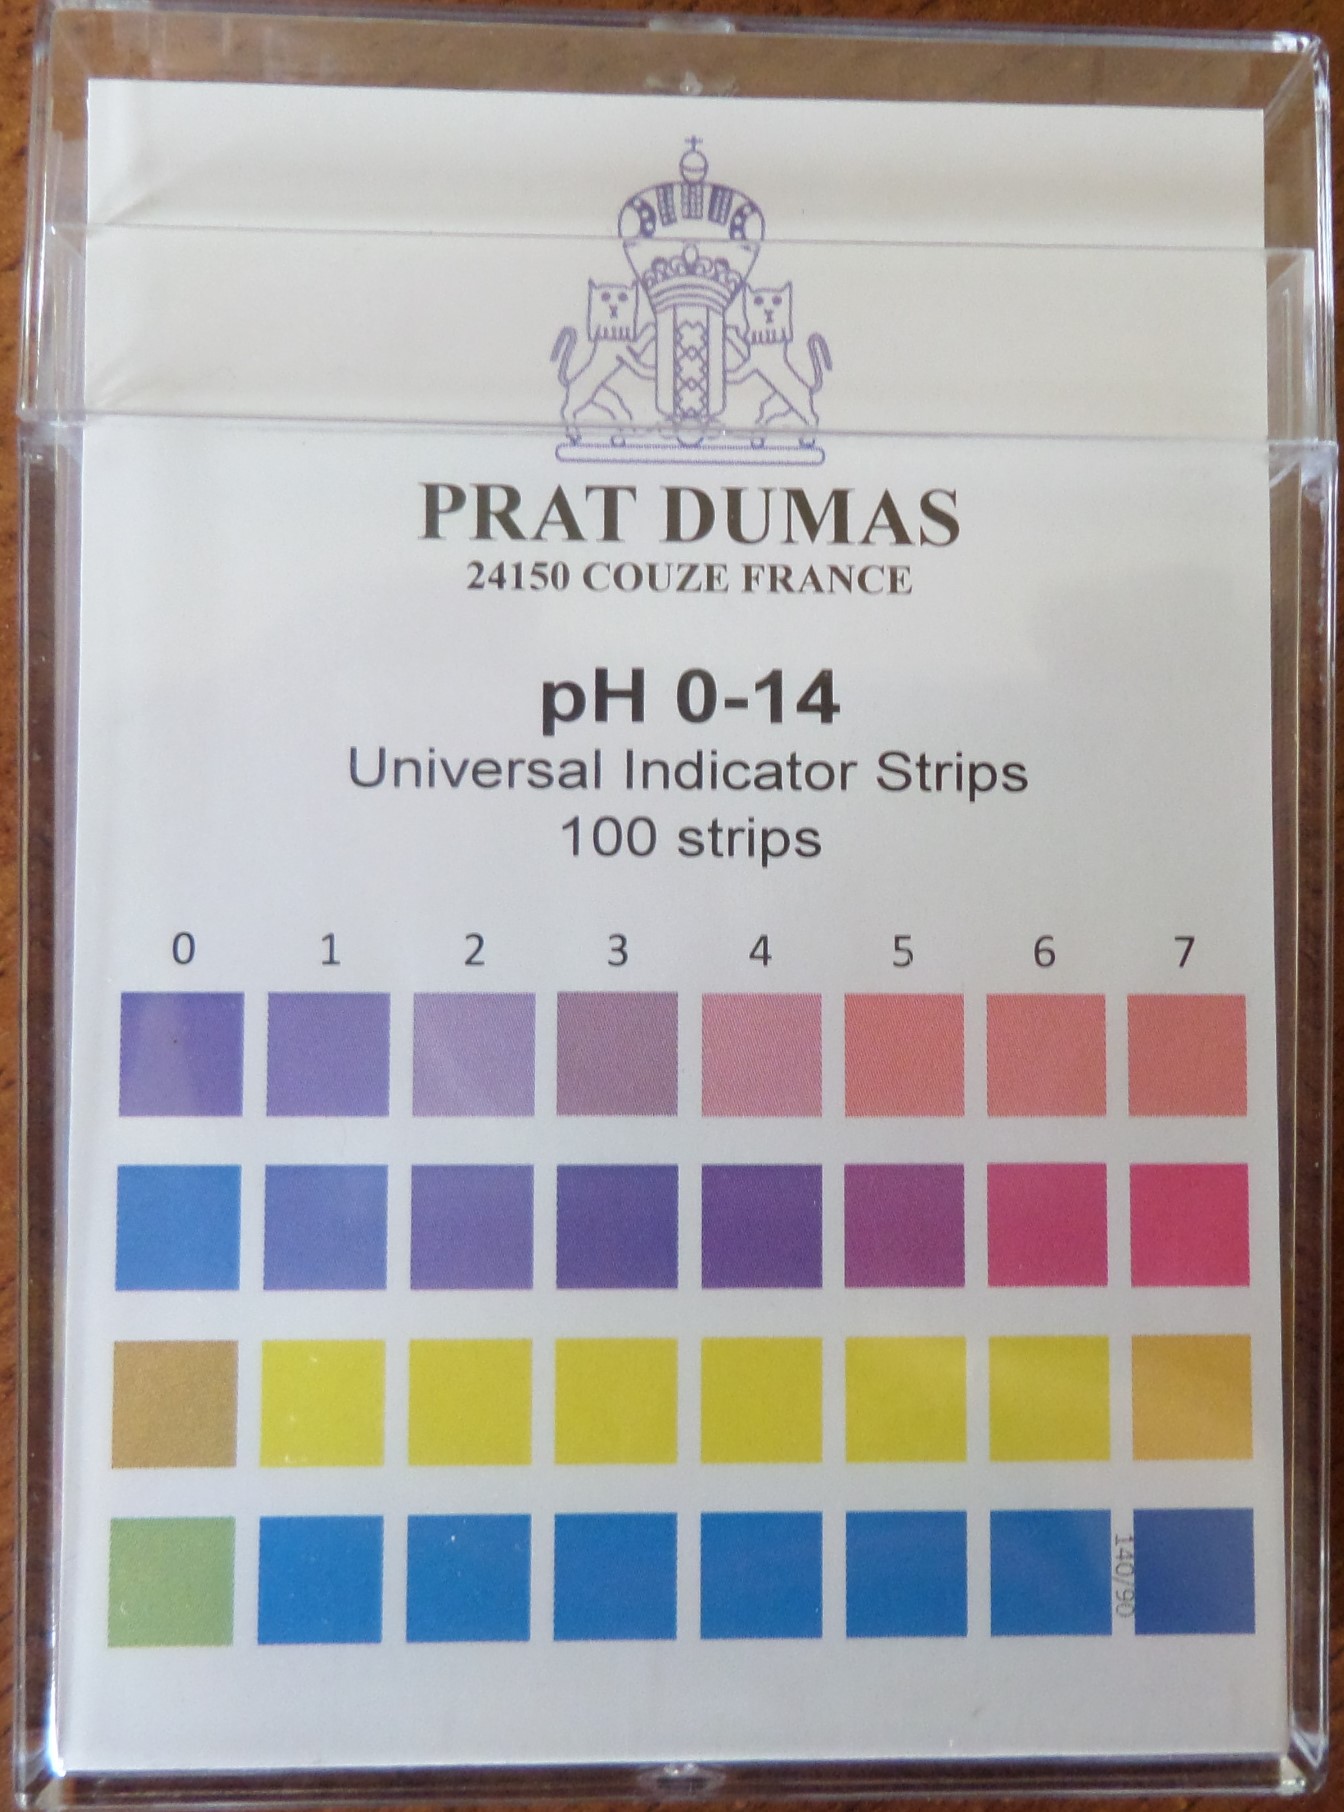 PRAT DUMAS
24150 COUZE FRANCE
pH 0-14
Universal Indicator Strips
100 strips
0 1 2 3 4 5 6 7
140/90